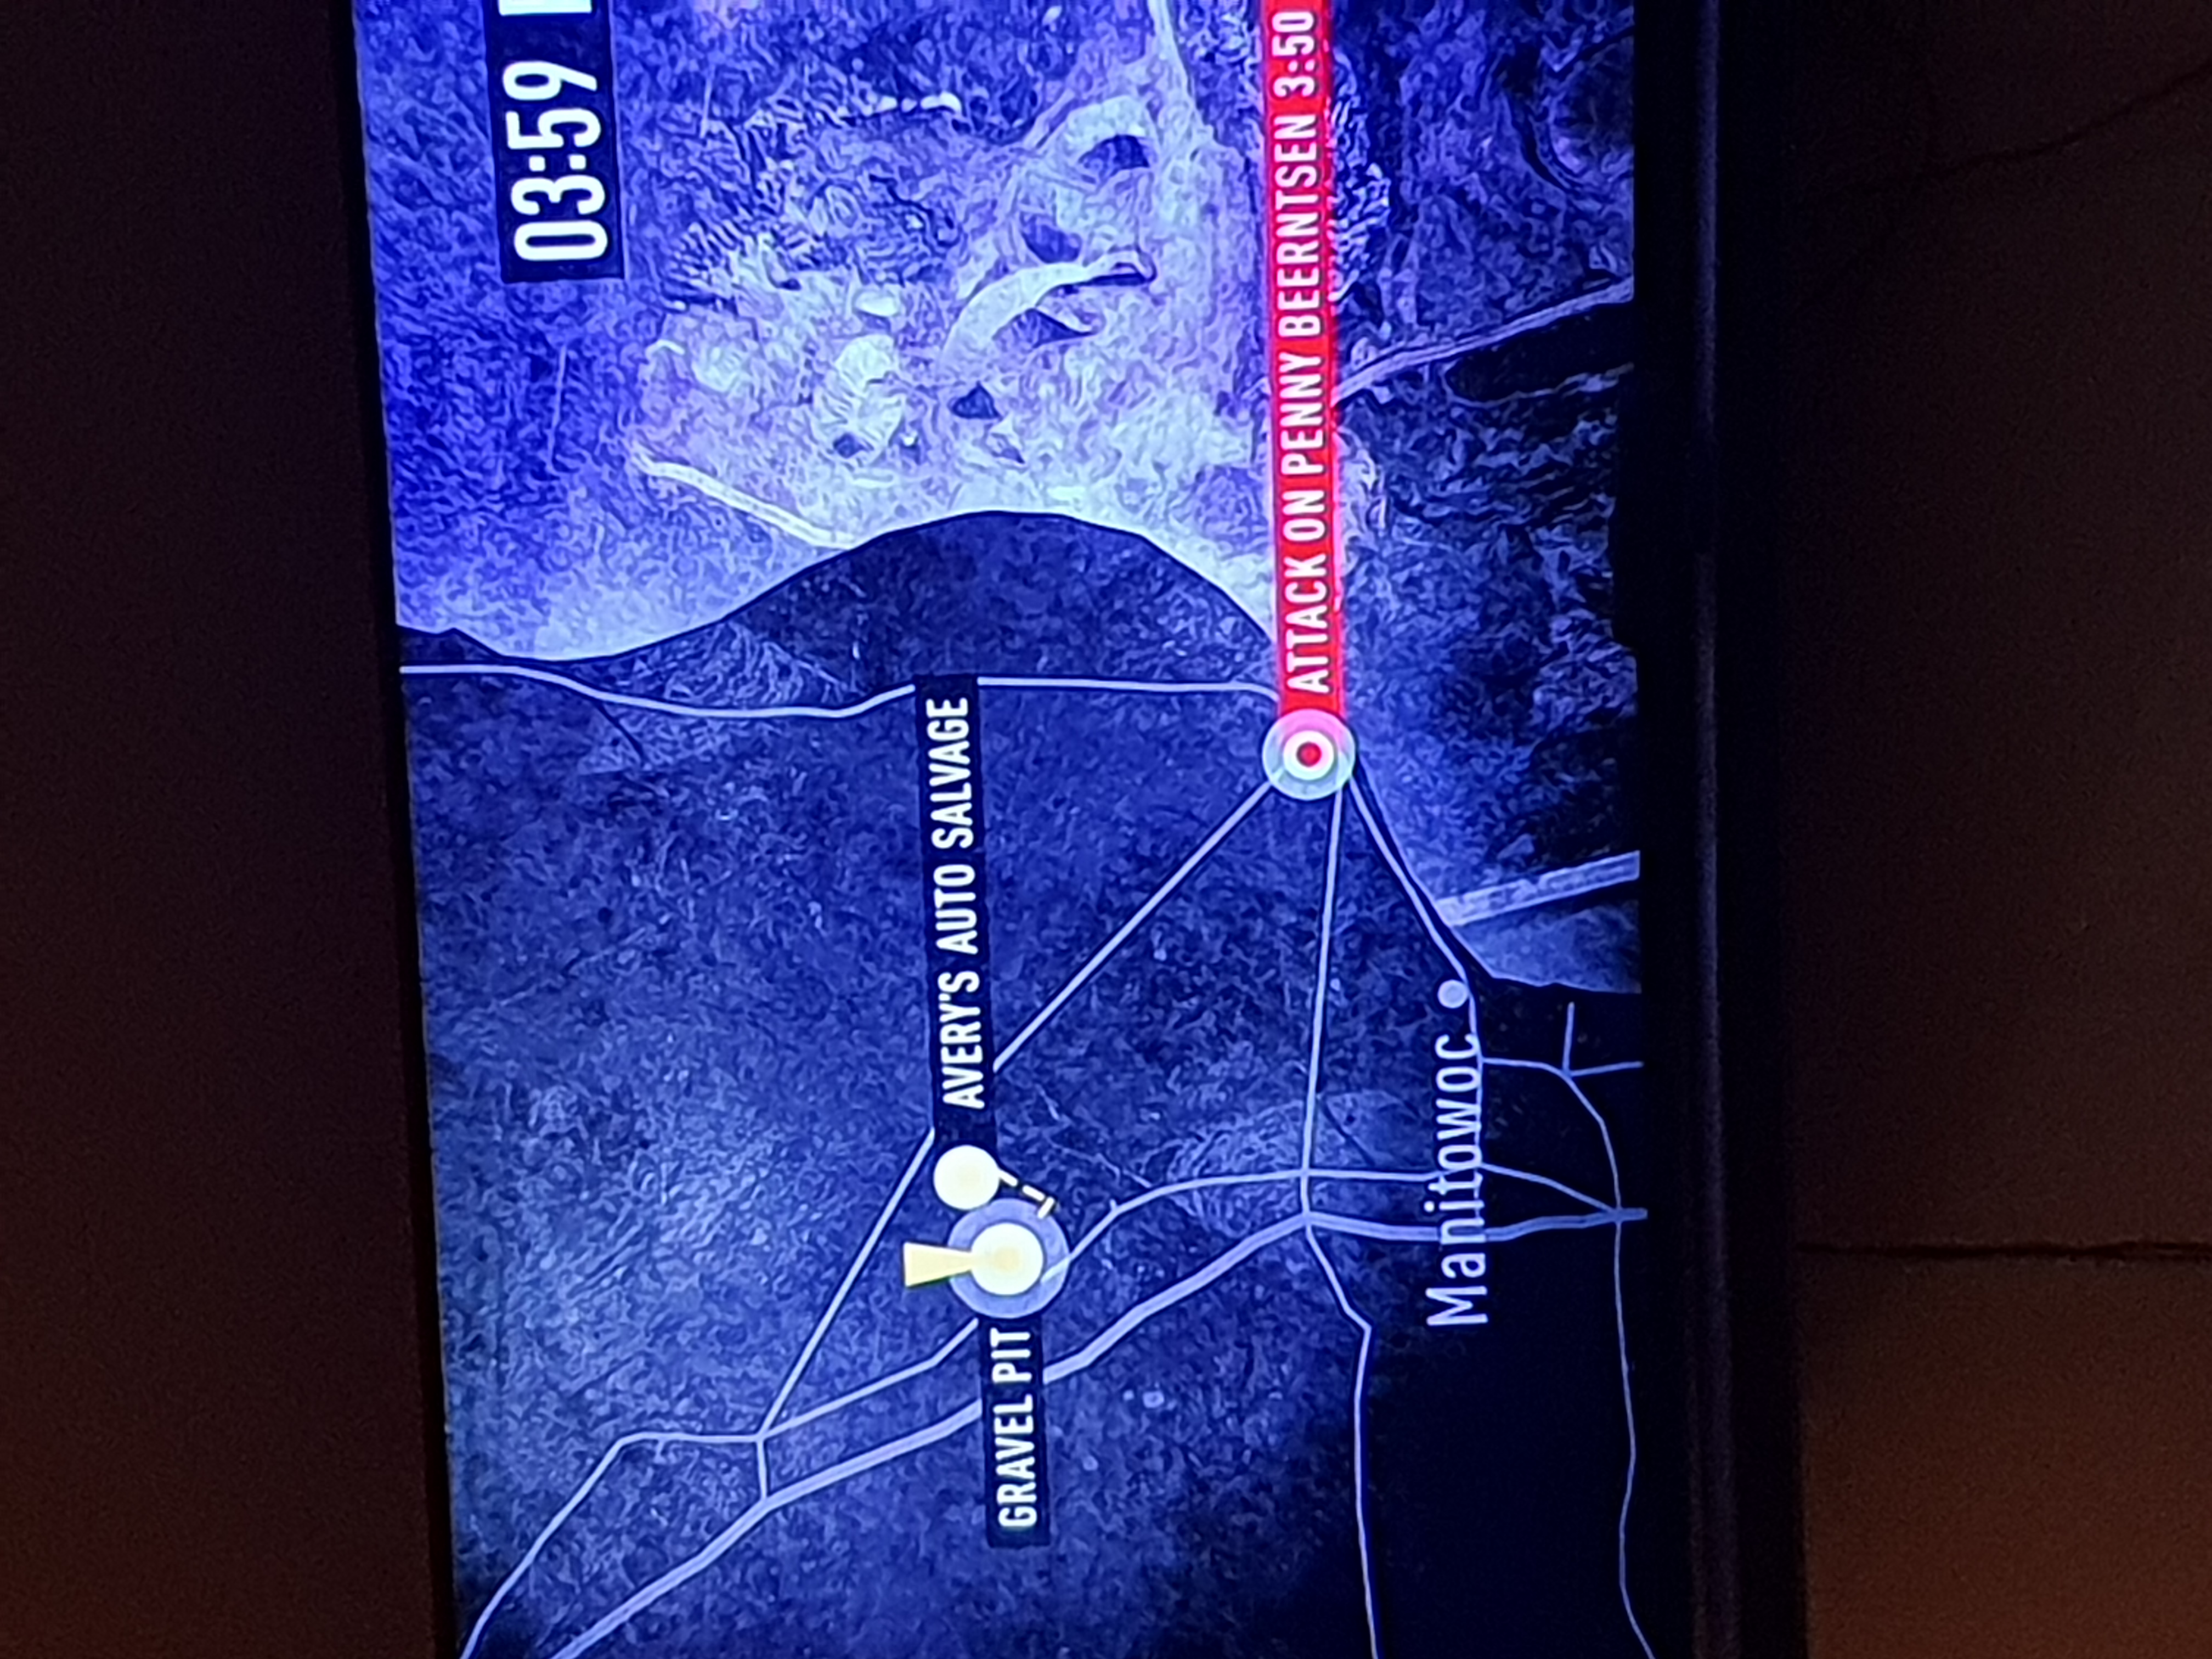 03:59
AVERY'S AUTO SALVAGE
GRAVEL PIT
ATTACK ON PENNY BEERNTSEN 3:50
Manitowoc